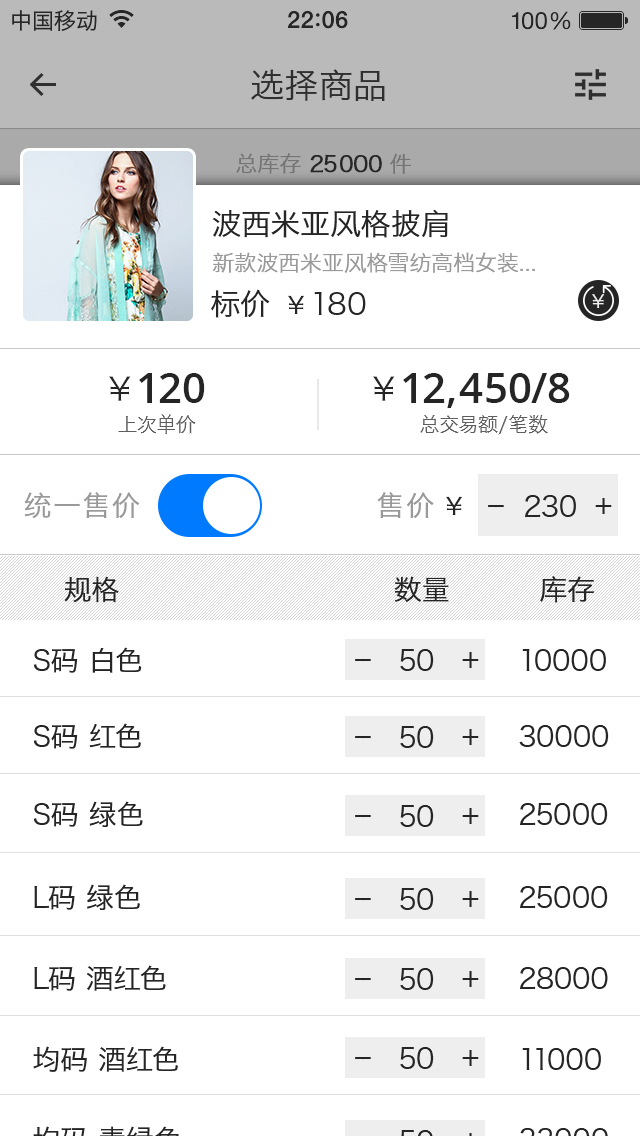 中国移动 22:06 100%
选择商品
总库存 25000 件
波西米亚风格披肩
新款波西米亚风格雪纺高档女装...
标价 ¥ 180
¥
¥120 ¥12,450/8
上次单价 总交易额/笔数
统一售价 售价 ¥ − 230 +
规格 数量 库存
S码 白色 − 50 + 10000
S码 红色 − 50 + 30000
S码 绿色 − 50 + 25000
L码 绿色 − 50 + 25000
L码 酒红色 − 50 + 28000
均码 酒红色 − 50 + 11000